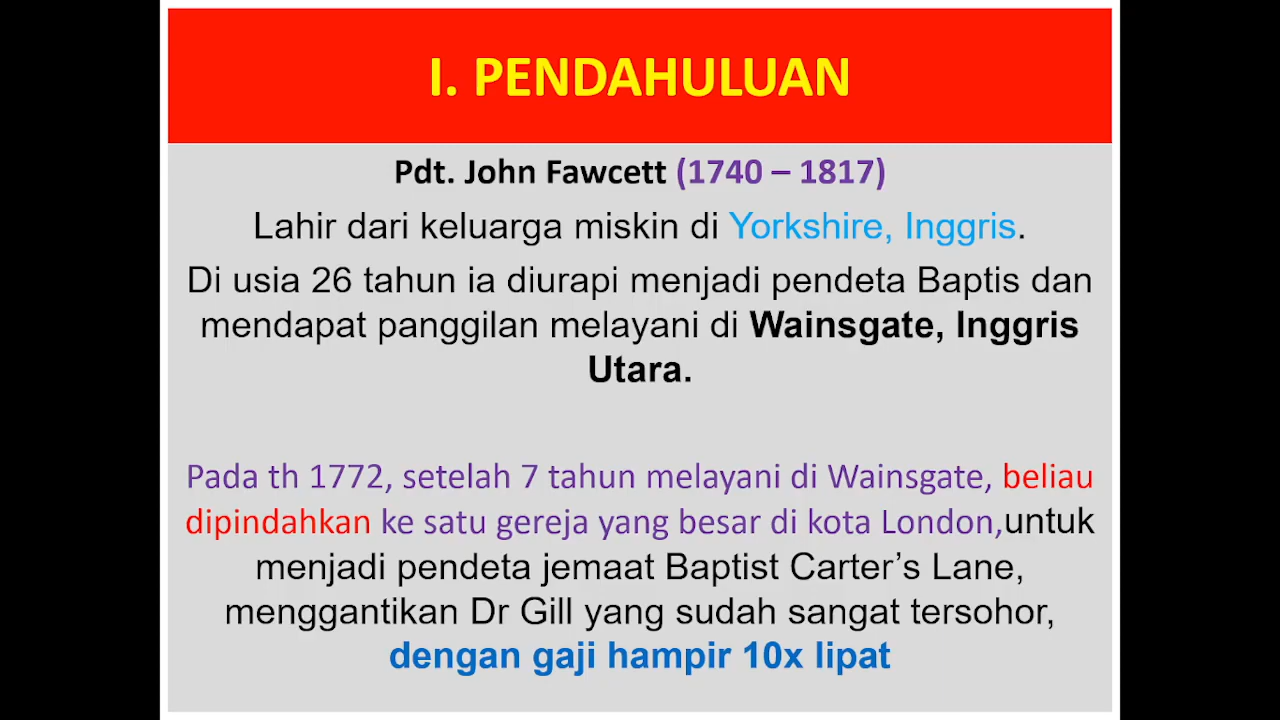 I. PENDAHULUAN
Pdt. John Fawcett (1740 – 1817)
Lahir dari keluarga miskin di Yorkshire, Inggris.
Di usia 26 tahun ia diurapi menjadi pendeta Baptis dan
mendapat panggilan melayani di Wainsgate, Inggris
Utara.
Pada th 1772, setelah 7 tahun melayani di Wainsgate, beliau
dipindahkan ke satu gereja yang besar di kota London,untuk
menjadi pendeta jemaat Baptist Carter’s Lane,
menggantikan Dr Gill yang sudah sangat tersohor,
dengan gaji hampir 10x lipat